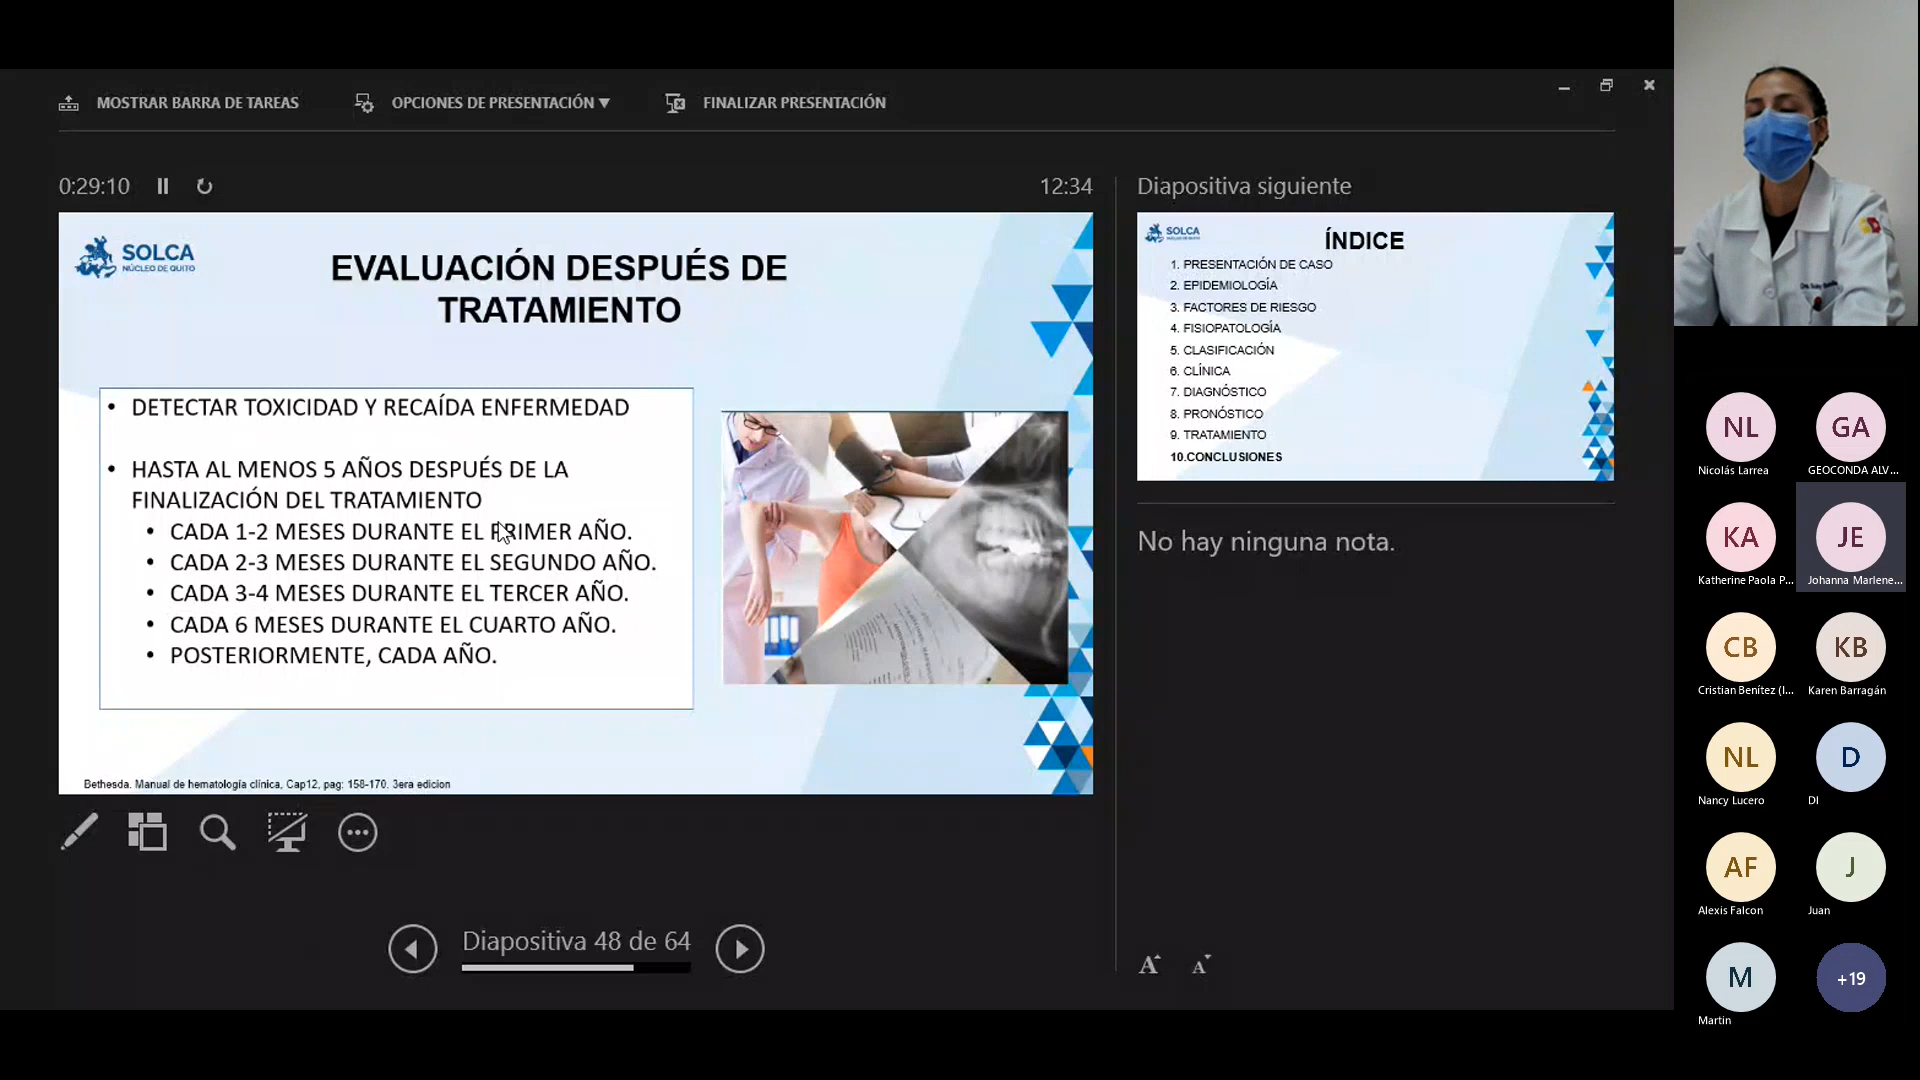 MOSTRAR BARRA DE TAREAS
OPCIONES DE PRESENTACIÓN ▼
FINALIZAR PRESENTACIÓN
0:29:10
12:34
SOLCA
NÚCLEO DE QUITO
EVALUACIÓN DESPUÉS DE
TRATAMIENTO
• DETECTAR TOXICIDAD Y RECAÍDA ENFERMEDAD
• HASTA AL MENOS 5 AÑOS DESPUÉS DE LA
FINALIZACIÓN DEL TRATAMIENTO
• CADA 1-2 MESES DURANTE EL PRIMER AÑO.
• CADA 2-3 MESES DURANTE EL SEGUNDO AÑO.
• CADA 3-4 MESES DURANTE EL TERCER AÑO.
• CADA 6 MESES DURANTE EL CUARTO AÑO.
• POSTERIORMENTE, CADA AÑO.
Bethesda. Manual de hematología clínica, Cap12, pag: 158-170. 3era edicion
Diapositiva 48 de 64
Diapositiva siguiente
SOLCA
NÚCLEO DE QUITO
ÍNDICE
1. PRESENTACIÓN DE CASO
2. EPIDEMIOLOGÍA
3. FACTORES DE RIESGO
4. FISIOPATOLOGÍA
5. CLASIFICACIÓN
6. CLÍNICA
7. DIAGNÓSTICO
8. PRONÓSTICO
9. TRATAMIENTO
10.CONCLUSIONES
No hay ninguna nota.
A A
NL
Nicolás Larrea
GA
GEOCONDA ALV...
KA
Katherine Paola P...
JE
Johanna Marlene...
CB
Cristian Benítez (I...
KB
Karen Barragán
NL
Nancy Lucero
D
DI
AF
Alexis Falcon
J
Juan
M
Martin
+19